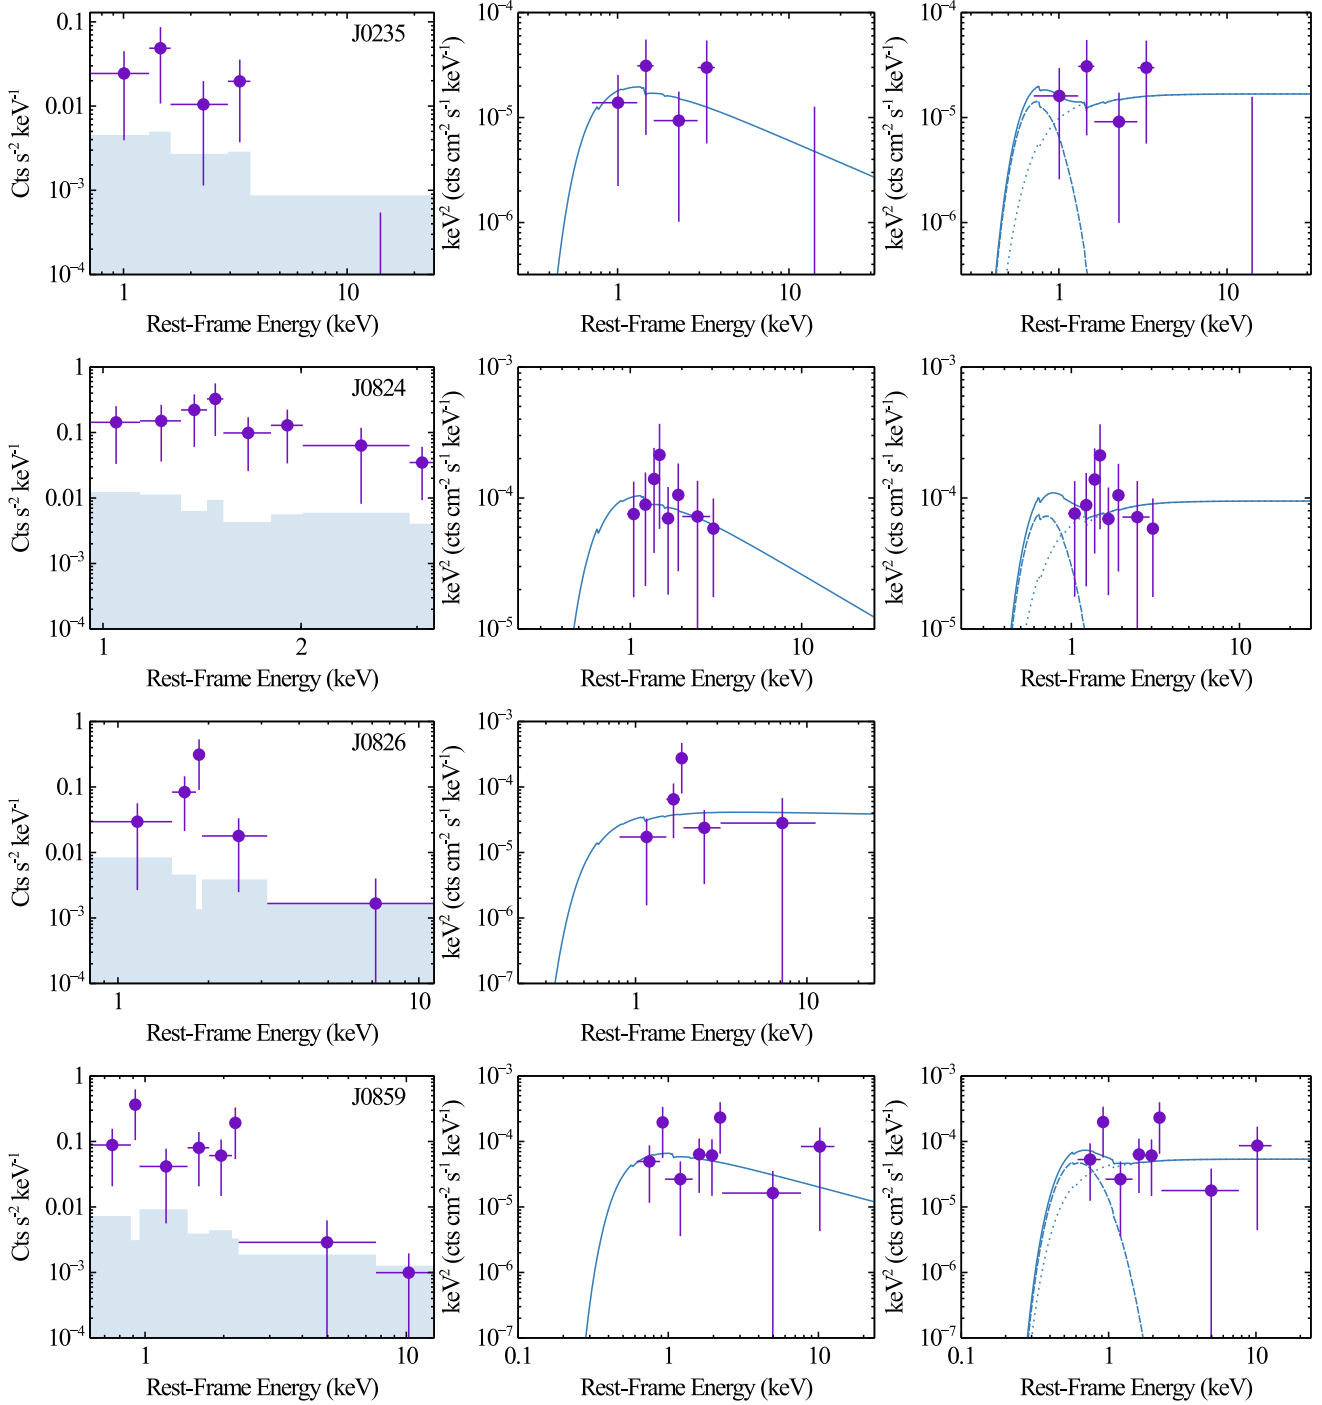 0.1
0.01
10⁻³
10⁻⁴
Cts s⁻² keV⁻¹
J0235
1
10
Rest-Frame Energy (keV)
10⁻⁴
10⁻⁵
10⁻⁶
keV² (cts cm⁻² s⁻¹ keV⁻¹)
1
10
Rest-Frame Energy (keV)
10⁻⁴
10⁻⁵
10⁻⁶
keV² (cts cm⁻² s⁻¹ keV⁻¹)
1
10
Rest-Frame Energy (keV)
1
0.1
0.01
10⁻³
10⁻⁴
Cts s⁻² keV⁻¹
J0824
1
2
Rest-Frame Energy (keV)
10⁻³
10⁻⁴
10⁻⁵
keV² (cts cm⁻² s⁻¹ keV⁻¹)
1
10
Rest-Frame Energy (keV)
10⁻³
10⁻⁴
10⁻⁵
keV² (cts cm⁻² s⁻¹ keV⁻¹)
1
10
Rest-Frame Energy (keV)
1
0.1
0.01
10⁻³
10⁻⁴
Cts s⁻² keV⁻¹
J0826
1
10
Rest-Frame Energy (keV)
10⁻³
10⁻⁴
10⁻⁵
10⁻⁶
10⁻⁷
keV² (cts cm⁻² s⁻¹ keV⁻¹)
1
10
Rest-Frame Energy (keV)
1
0.1
0.01
10⁻³
10⁻⁴
Cts s⁻² keV⁻¹
J0859
1
10
Rest-Frame Energy (keV)
10⁻³
10⁻⁴
10⁻⁵
10⁻⁶
10⁻⁷
keV² (cts cm⁻² s⁻¹ keV⁻¹)
0.1
1
10
Rest-Frame Energy (keV)
10⁻³
10⁻⁴
10⁻⁵
10⁻⁶
10⁻⁷
keV² (cts cm⁻² s⁻¹ keV⁻¹)
0.1
1
10
Rest-Frame Energy (keV)